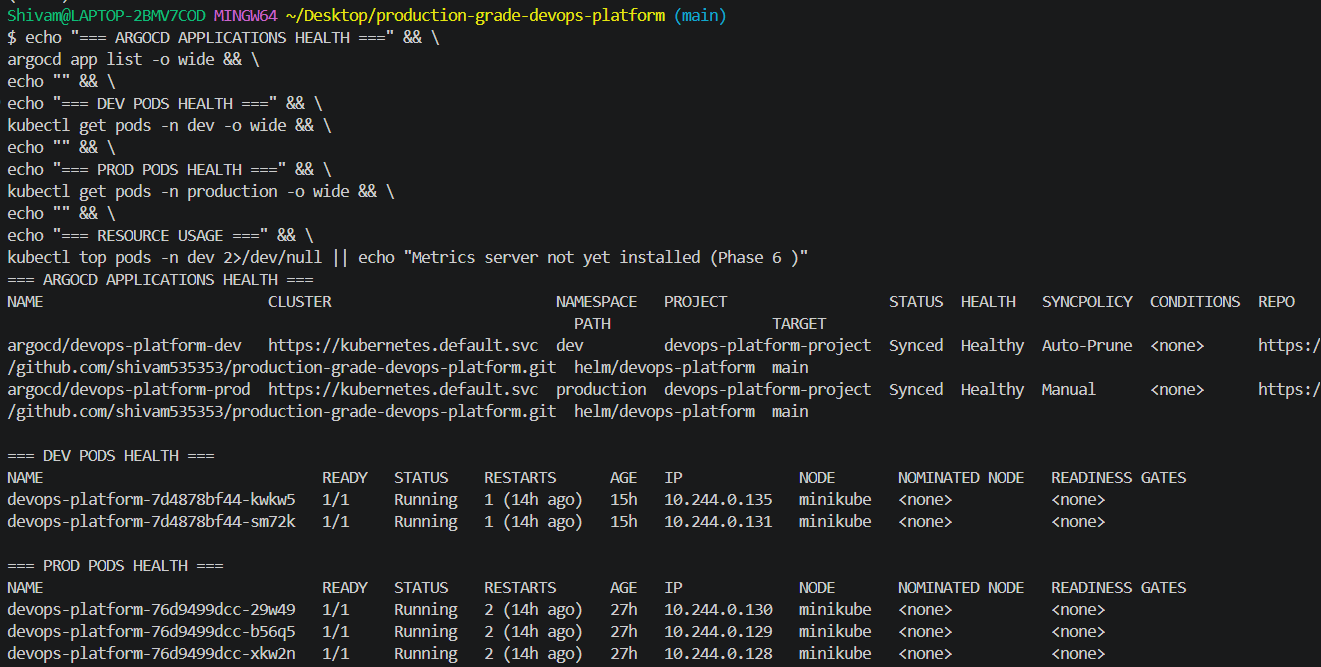 Shivam@LAPTOP-2BMV7COD MINGW64 ~/Desktop/production-grade-devops-platform (main)
$ echo "=== ARGOCD APPLICATIONS HEALTH ===" && \
argocd app list -o wide && \
echo "" && \
echo "=== DEV PODS HEALTH ===" && \
kubectl get pods -n dev -o wide && \
echo "" && \
echo "=== PROD PODS HEALTH ===" && \
kubectl get pods -n production -o wide && \
echo "" && \
echo "=== RESOURCE USAGE ===" && \
kubectl top pods -n dev 2>/dev/null || echo "Metrics server not yet installed (Phase 6 )"
=== ARGOCD APPLICATIONS HEALTH ===
NAME                         CLUSTER                         NAMESPACE   PROJECT                  STATUS  HEALTH   SYNCPOLICY  CONDITIONS  REPO
                                                               PATH                  TARGET
argocd/devops-platform-dev   https://kubernetes.default.svc  dev         devops-platform-project  Synced  Healthy  Auto-Prune  <none>      https:/
/github.com/shivam535353/production-grade-devops-platform.git  helm/devops-platform  main
argocd/devops-platform-prod  https://kubernetes.default.svc  production  devops-platform-project  Synced  Healthy  Manual      <none>      https:/
/github.com/shivam535353/production-grade-devops-platform.git  helm/devops-platform  main

=== DEV PODS HEALTH ===
NAME                               READY   STATUS    RESTARTS      AGE   IP             NODE       NOMINATED NODE   READINESS GATES
devops-platform-7d4878bf44-kwkw5   1/1     Running   1 (14h ago)   15h   10.244.0.135   minikube   <none>           <none>
devops-platform-7d4878bf44-sm72k   1/1     Running   1 (14h ago)   15h   10.244.0.131   minikube   <none>           <none>

=== PROD PODS HEALTH ===
NAME                               READY   STATUS    RESTARTS      AGE   IP             NODE       NOMINATED NODE   READINESS GATES
devops-platform-76d9499dcc-29w49   1/1     Running   2 (14h ago)   27h   10.244.0.130   minikube   <none>           <none>
devops-platform-76d9499dcc-b56q5   1/1     Running   2 (14h ago)   27h   10.244.0.129   minikube   <none>           <none>
devops-platform-76d9499dcc-xkw2n   1/1     Running   2 (14h ago)   27h   10.244.0.128   minikube   <none>           <none>